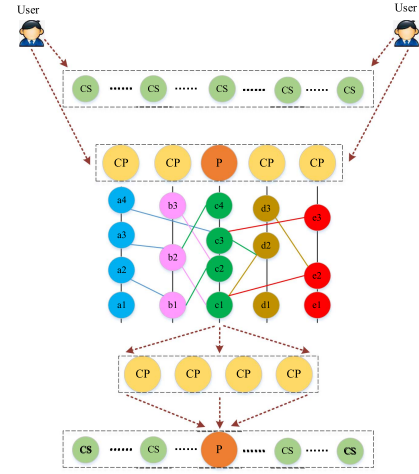 User User
CS ...... CS ...... CS ...... CS ...... CS
CP CP P CP CP
a4 b3 c4 d3 e3
a3 b2 c3 d2
a2 c2 e2
a1 b1 c1 d1 e1
CP CP CP CP
CS ...... CS ...... P ...... CS ...... CS